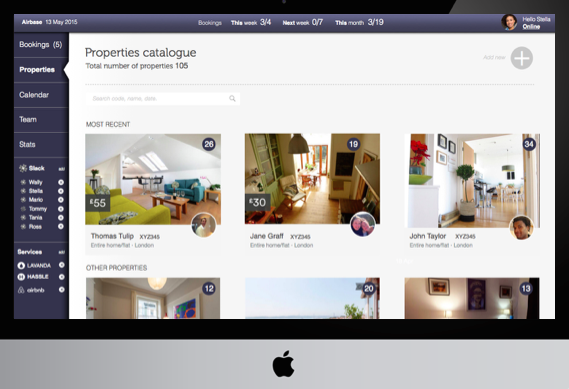 Airbase 13 May 2015
Bookings This week 3/4 Next week 0/7 This month 3/19
Hello Stella
Online
Bookings (5)
Properties
Calendar
Team
Stats
Properties catalogue
Total number of properties 105
Add new
Search code, name, date
MOST RECENT
26
19
34
£55
£30
Thomas Tulip XYZ345
Entire home/flat · London
Jane Graff XYZ345
Entire home/flat · London
John Taylor XYZ345
Entire home/flat · London
OTHER PROPERTIES
12
20
13
Slack
Wally
Stella
Mario
Tommy
Tania
Ross
Services
LAVANDA
HASSLE
airbnb